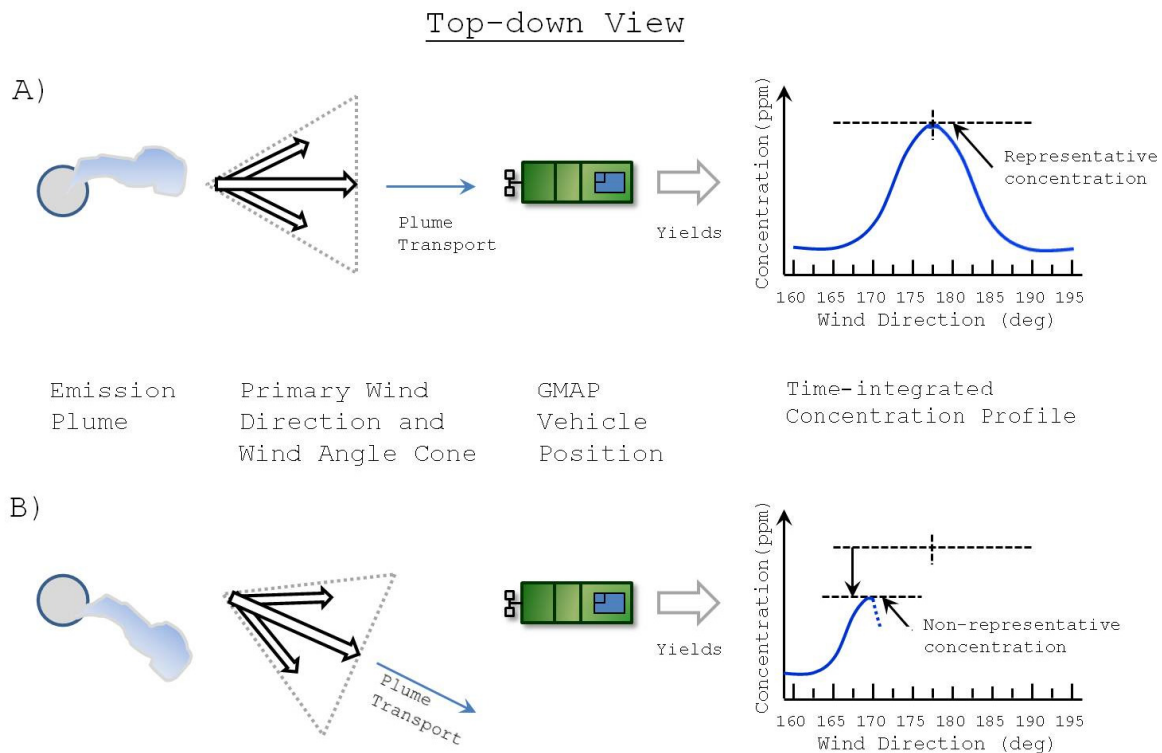 Top-down View
A)
Plume
Transport
Yields
Concentration(ppm)
Representative
concentration
160 165 170 175 180 185 190 195
Wind Direction (deg)
Emission
Plume
Primary Wind
Direction and
Wind Angle Cone
GMAP
Vehicle
Position
Time-integrated
Concentration Profile
B)
Plume
Transport
Yields
Concentration(ppm)
Non-representative
concentration
160 165 170 175 180 185 190 195
Wind Direction (deg)